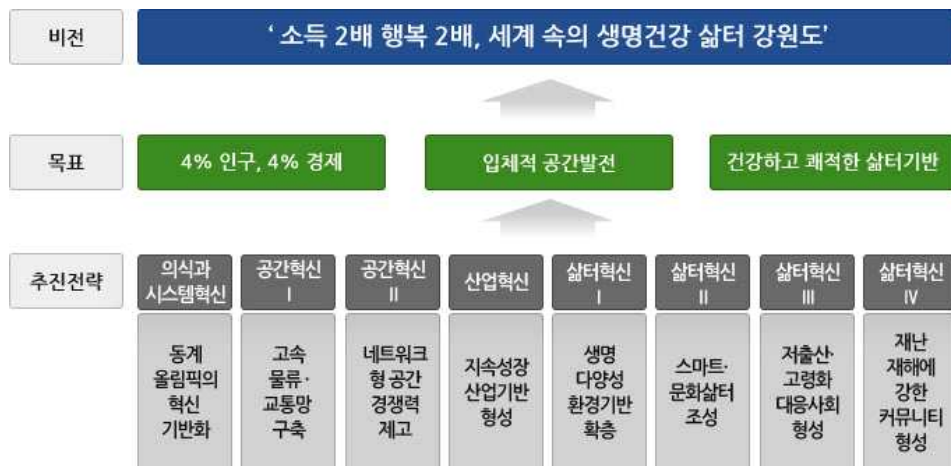 비전
‘ 소득 2배 행복 2배, 세계 속의 생명건강 삶터 강원도’
목표
4% 인구, 4% 경제
입체적 공간발전
건강하고 쾌적한 삶터기반
추진전략
의식과
시스템혁신
공간혁신
I
공간혁신
II
산업혁신
삶터혁신
I
삶터혁신
II
삶터혁신
III
삶터혁신
IV
동계
올림픽의
혁신
기반화
고속
물류·
교통망
구축
네트워크
형 공간
경쟁력
제고
지속성장
산업기반
형성
생명
다양성
환경기반
확층
스마트·
문화삶터
조성
저출산·
고령화
대응사회
형성
재난
재해에
강한
커뮤니티
형성